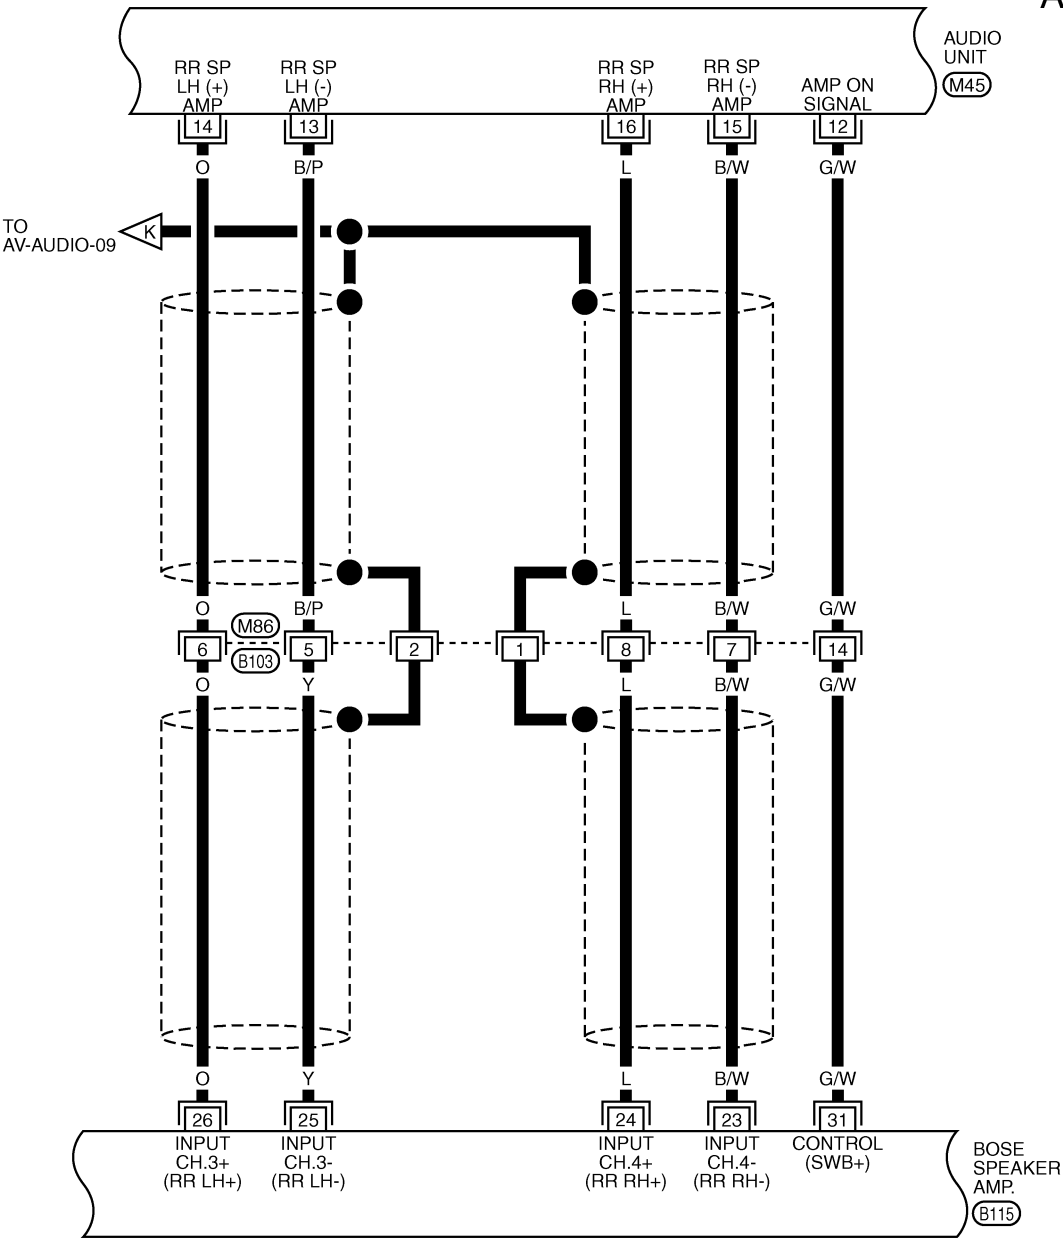 A
AUDIO
UNIT
M45
RR SP
LH (+)
AMP
RR SP
LH (-)
AMP
RR SP
RH (+)
AMP
RR SP
RH (-)
AMP
AMP ON
SIGNAL
14 13 16 15 12
O B/P L B/W G/W
TO
AV-AUDIO-09
K
O B/P L B/W G/W
M86
6 5 2 1 8 7 14
B103
O Y L B/W G/W
O Y L B/W G/W
26 25 24 23 31
INPUT
CH.3+
(RR LH+)
INPUT
CH.3-
(RR LH-)
INPUT
CH.4+
(RR RH+)
INPUT
CH.4-
(RR RH-)
CONTROL
(SWB+)
BOSE
SPEAKER
AMP.
B115